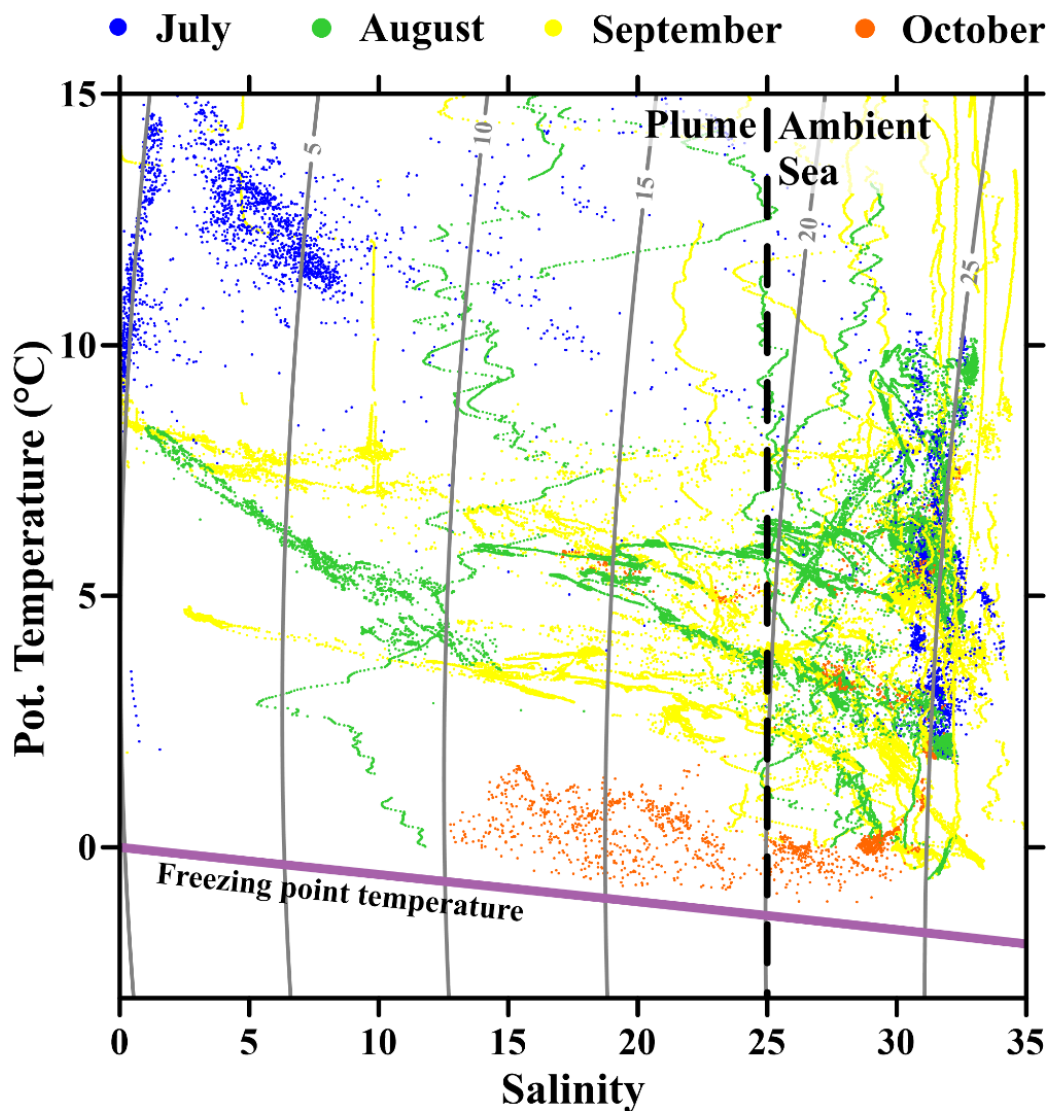 July August September October
15
Plume Ambient
Sea
5
10
15
20
25
10
5
0
Pot. Temperature (°C)
Freezing point temperature
0 5 10 15 20 25 30 35
Salinity